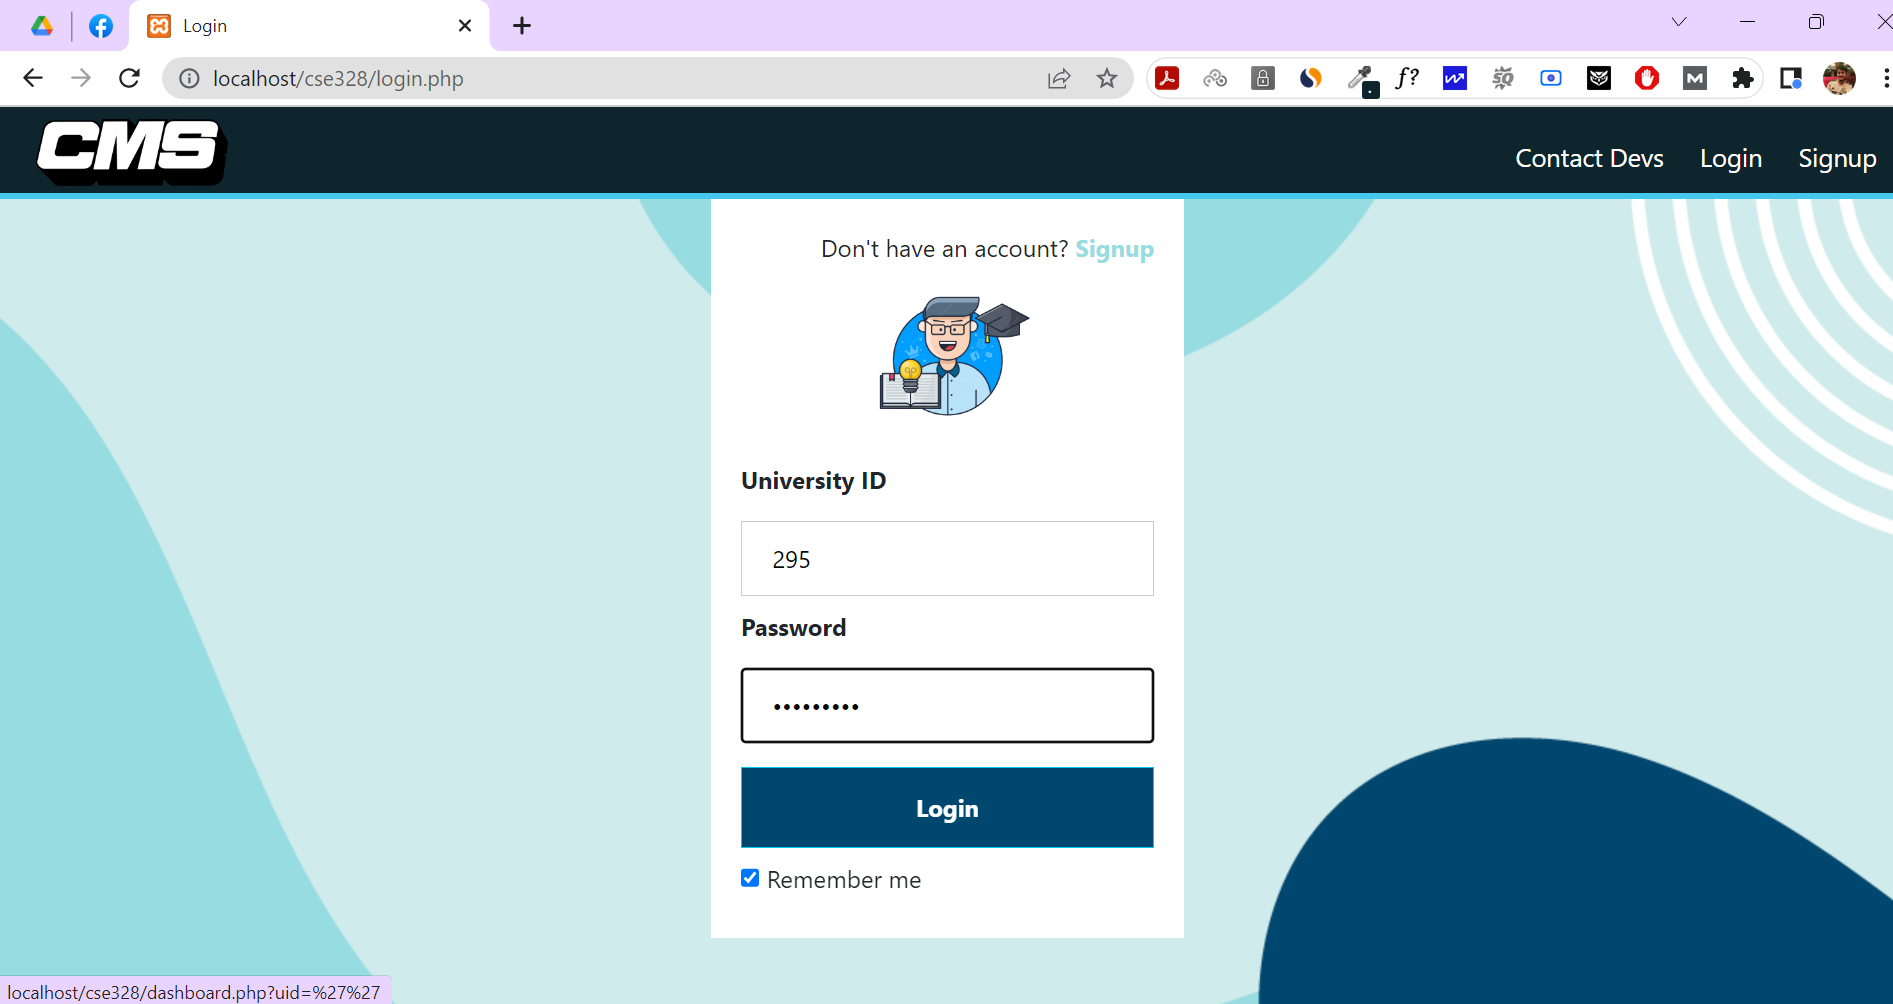 Login
localhost/cse328/login.php
f?
CMS
Contact Devs Login Signup
Don't have an account? Signup
University ID
295
Password
•••••••••
Login
Remember me
localhost/cse328/dashboard.php?uid=%27%27